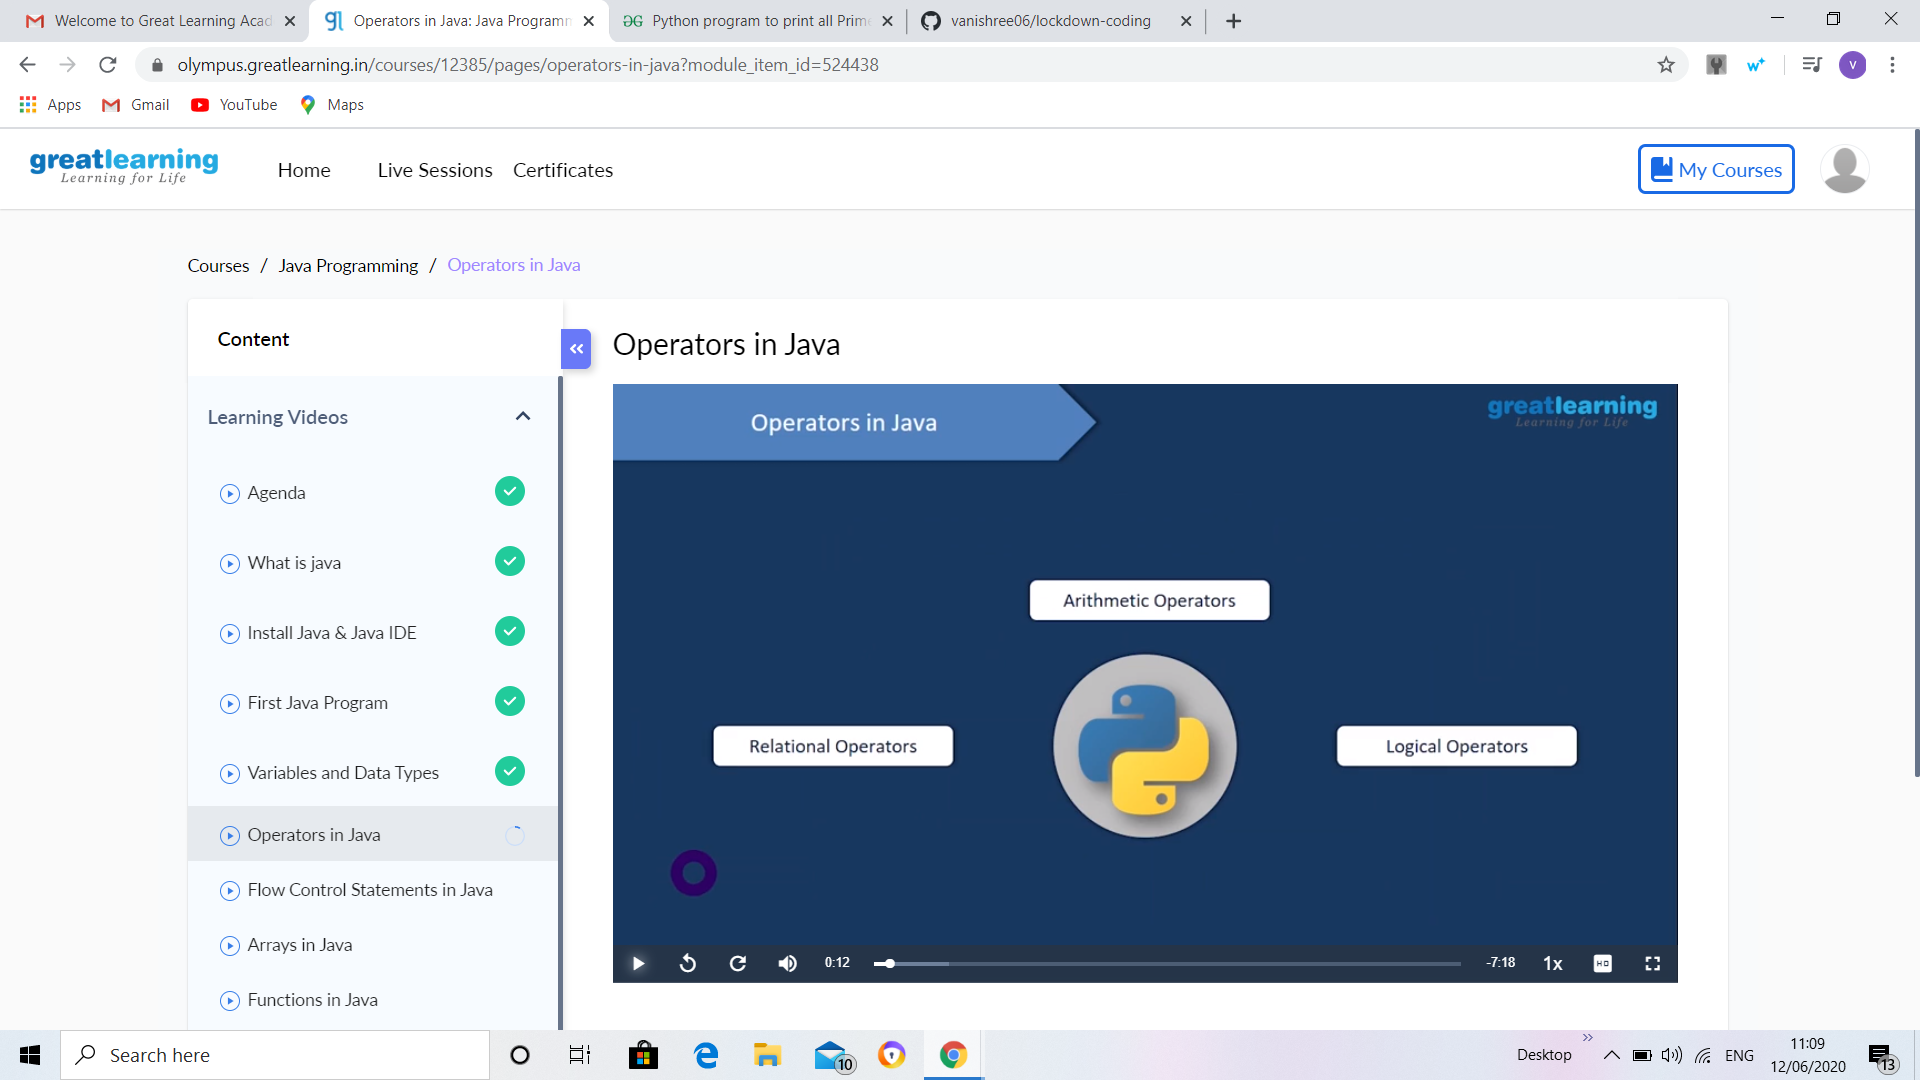 Welcome to Great Learning Acad
Operators in Java: Java Programm
Python program to print all Prim
vanishree06/lockdown-coding
olympus.greatlearning.in/courses/12385/pages/operators-in-java?module_item_id=524438
V
Apps
Gmail
YouTube
Maps
greatlearning
Learning for Life
Home
Live Sessions
Certificates
My Courses
Courses / Java Programming / Operators in Java
Content
«
Operators in Java
Learning Videos
Agenda
What is java
Install Java & Java IDE
First Java Program
Variables and Data Types
Operators in Java
Flow Control Statements in Java
Arrays in Java
Functions in Java
Operators in Java
greatlearning
Learning for Life
Arithmetic Operators
Relational Operators
Logical Operators
0:12
-7:18
1x
HD
Search here
10
Desktop
ENG
11:09
12/06/2020
13